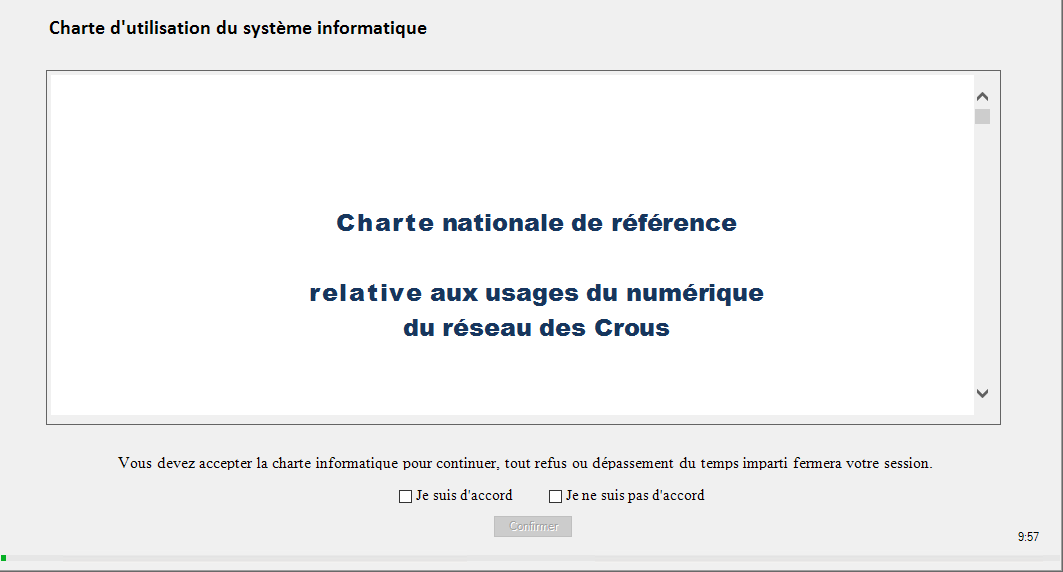 Charte d'utilisation du système informatique
Charte nationale de référence
relative aux usages du numérique
du réseau des Crous
Vous devez accepter la charte informatique pour continuer, tout refus ou dépassement du temps imparti fermera votre session.
Je suis d'accord Je ne suis pas d'accord
Confirmer
9:57